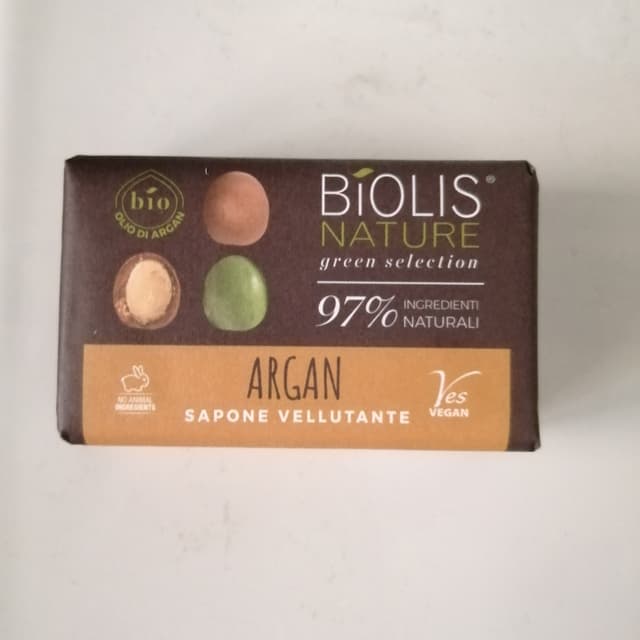 bio
OLIO DI ARGAN
BIOLIS®
NATURE
green selection
97% INGREDIENTI
NATURALI
NO ANIMAL
INGREDIENTS
ARGAN
SAPONE VELLUTANTE
Yes
VEGAN